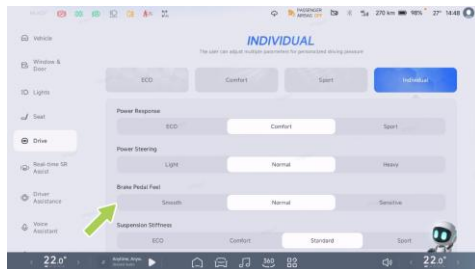 PASSENGER
AIRBAG OFF
270 km
98%
27°
14:48
Vehicle
Window &
Door
Lights
Seat
Drive
Real-time SR
Assist
Driver
Assistance
Voice
Assistant
INDIVIDUAL
The user can adjust multiple parameters for personalized driving pleasure
ECO
Comfort
Sport
Individual
Power Response
ECO
Comfort
Sport
Power Steering
Light
Normal
Heavy
Brake Pedal Feel
Smooth
Normal
Sensitive
Suspension Stiffness
ECO
Comfort
Standard
Sport
22.0°
360
22.0°